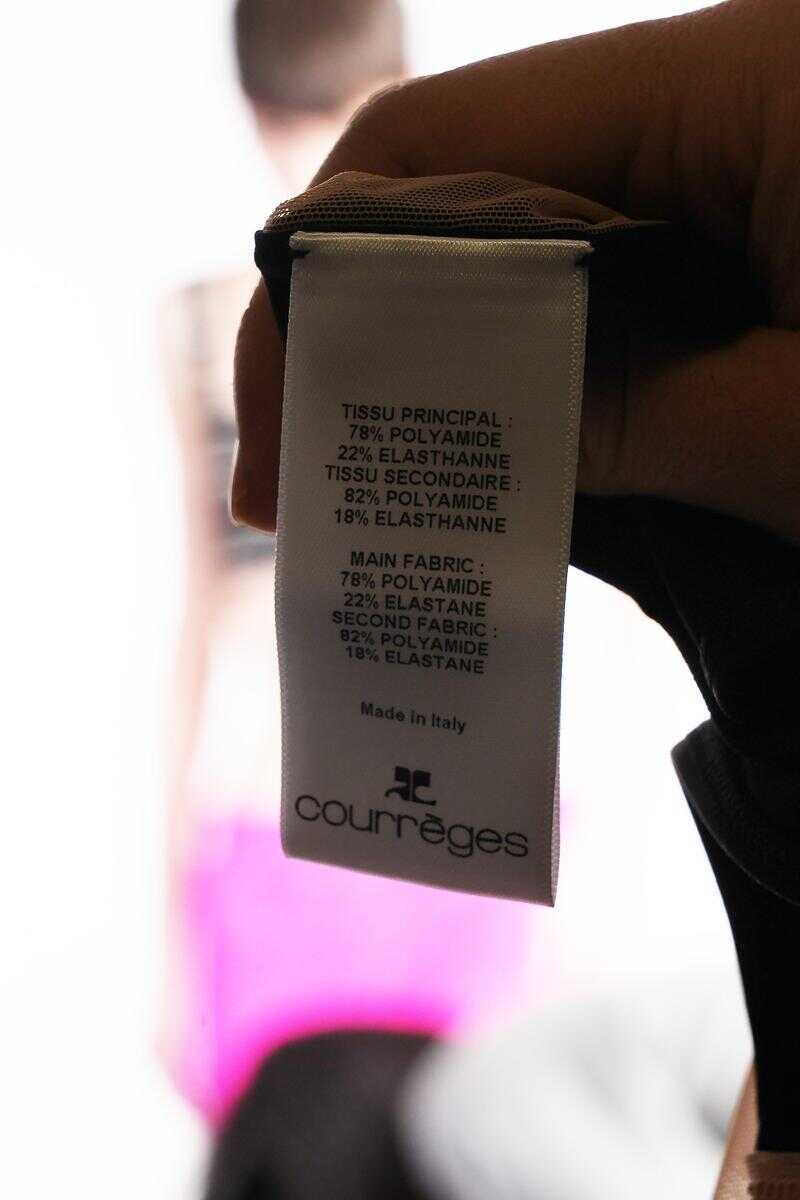 TISSU PRINCIPAL :
78% POLYAMIDE
22% ELASTHANNE
TISSU SECONDAIRE :
82% POLYAMIDE
18% ELASTHANNE
MAIN FABRIC :
78% POLYAMIDE
22% ELASTANE
SECOND FABRIC :
82% POLYAMIDE
18% ELASTANE
Made in Italy
courrèges